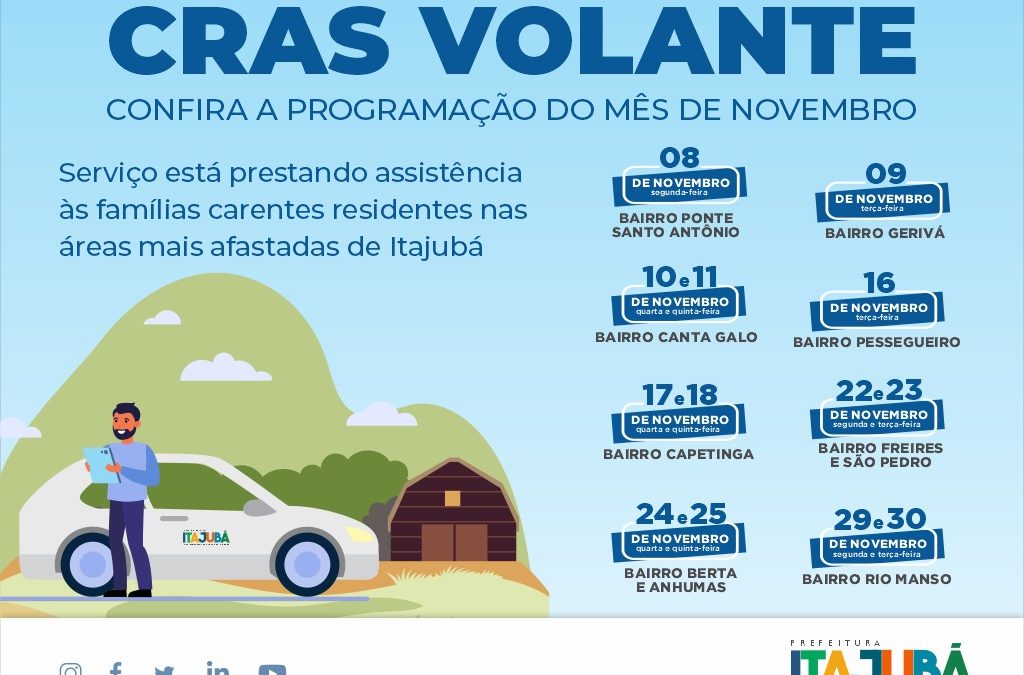 CRAS VOLANTE
CONFIRA A PROGRAMAÇÃO DO MÊS DE NOVEMBRO
Serviço está prestando assistência
às famílias carentes residentes nas
áreas mais afastadas de Itajubá
08
DE NOVEMBRO
segunda-feira
BAIRRO PONTE
SANTO ANTÔNIO
09
DE NOVEMBRO
terça-feira
BAIRRO GERIVÁ
10 e 11
DE NOVEMBRO
quarta e quinta-feira
BAIRRO CANTA GALO
16
DE NOVEMBRO
terça-feira
BAIRRO PESSEGUEIRO
17 e 18
DE NOVEMBRO
quarta e quinta-feira
BAIRRO CAPETINGA
22 e 23
DE NOVEMBRO
segunda e terça-feira
BAIRRO FREIRES
E SÃO PEDRO
24 e 25
DE NOVEMBRO
quarta e quinta-feira
BAIRRO BERTA
E ANHUMAS
29 e 30
DE NOVEMBRO
segunda e terça-feira
BAIRRO RIO MANSO
ITAJUBÁ
PREFEITURA
ITAJUBÁ